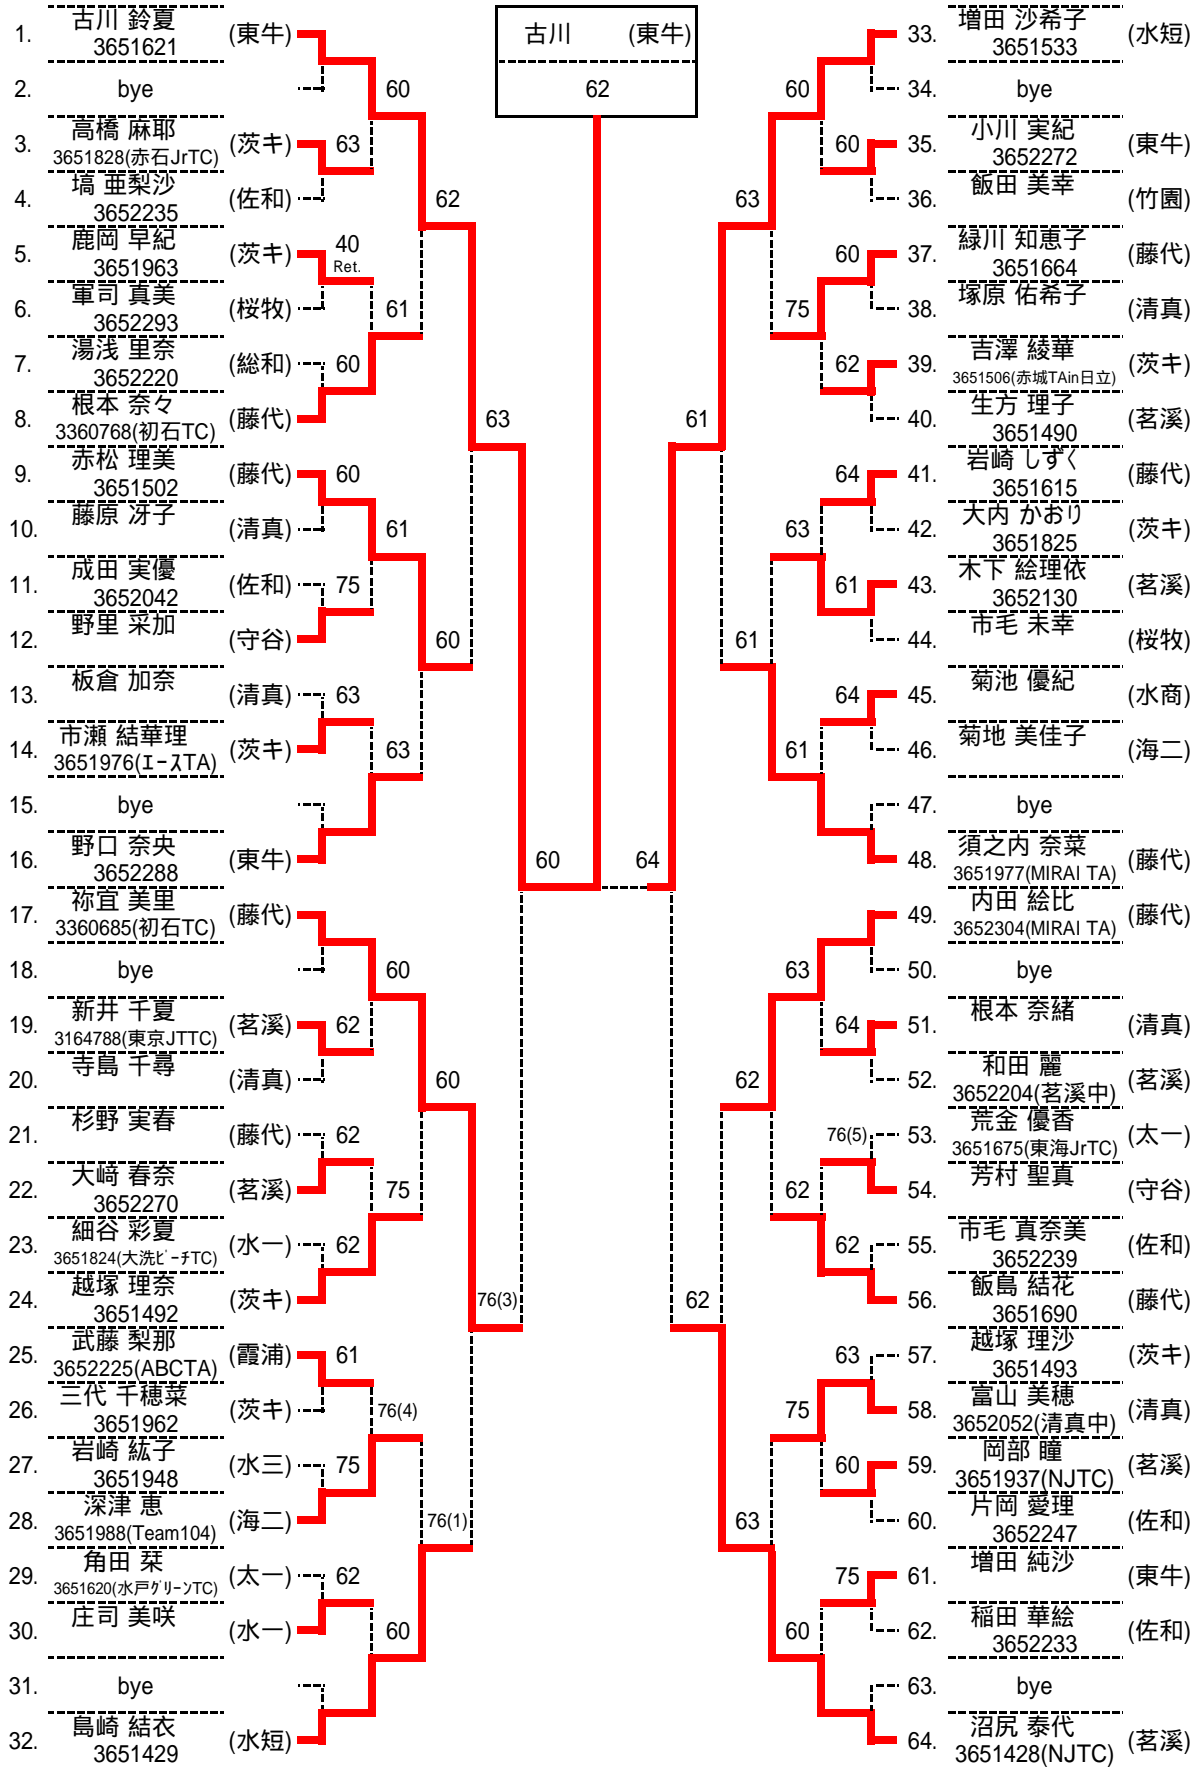 古川 (東牛)
62
1. 古川 鈴夏 (東牛)
3651621
2. bye
60
3. 高橋 麻耶 (茨キ)
3651828(赤石JrTC)
63
4. 塙 亜梨沙 (佐和)
3652235
62
5. 鹿岡 早紀 (茨キ)
3651963
40
Ret.
6. 軍司 真美 (桜牧)
3652293
61
7. 湯浅 里奈 (総和)
3652220
60
8. 根本 奈々 (藤代)
3360768(初石TC)
63
9. 赤松 理美 (藤代)
3651502
60
10. 藤原 冴子 (清真)
61
11. 成田 実優 (佐和)
3652042
75
12. 野里 采加 (守谷)
60
13. 板倉 加奈 (清真)
63
14. 市瀬 結華理 (茨キ)
3651976(エースTA)
63
15. bye
16. 野口 奈央 (東牛)
3652288
60
17. 祢宜 美里 (藤代)
3360685(初石TC)
18. bye
60
19. 新井 千夏 (茗溪)
3164788(東京JTTC)
62
20. 寺島 千尋 (清真)
60
21. 杉野 実春 (藤代)
62
22. 大﨑 春奈 (茗溪)
3652270
75
23. 細谷 彩夏 (水一)
3651824(大洗ビーチTC)
62
24. 越塚 理奈 (茨キ)
3651492
76(3)
25. 武藤 梨那 (霞浦)
3652225(ABCTA)
61
26. 三代 千穂菜 (茨キ)
3651962
76(4)
27. 岩崎 紘子 (水三)
3651948
75
28. 深津 恵 (海二)
3651988(Team104)
76(1)
29. 角田 栞 (太一)
3651620(水戸グリーンTC)
62
30. 庄司 美咲 (水一)
60
31. bye
32. 島崎 結衣 (水短)
3651429
33. 増田 沙希子 (水短)
3651533
34. bye
60
35. 小川 実紀 (東牛)
3652272
60
36. 飯田 美幸 (竹園)
63
37. 緑川 知恵子 (藤代)
3651664
60
38. 塚原 佑希子 (清真)
75
39. 吉澤 綾華 (茨キ)
3651506(赤城TAin日立)
62
40. 生方 理子 (茗溪)
3651490
61
41. 岩崎 しずく (藤代)
3651615
64
42. 大内 かおり (茨キ)
3651825
63
43. 木下 絵理依 (茗溪)
3652130
61
44. 市毛 未幸 (桜牧)
61
45. 菊池 優紀 (水商)
64
46. 菊地 美佳子 (海二)
61
47. bye
48. 須之内 奈菜 (藤代)
3651977(MIRAI TA)
64
49. 内田 絵比 (藤代)
3652304(MIRAI TA)
50. bye
63
51. 根本 奈緒 (清真)
64
52. 和田 麗 (茗溪)
3652204(茗溪中)
62
53. 荒金 優香 (太一)
3651675(東海JrTC)
76(5)
54. 芳村 聖真 (守谷)
62
55. 市毛 真奈美 (佐和)
3652239
62
56. 飯島 結花 (藤代)
3651690
62
57. 越塚 理沙 (茨キ)
3651493
63
58. 富山 美穂 (清真)
3652052(清真中)
75
59. 岡部 瞳 (茗溪)
3651937(NJTC)
60
60. 片岡 愛理 (佐和)
3652247
63
61. 増田 純沙 (東牛)
75
62. 稲田 華絵 (佐和)
3652233
60
63. bye
64. 沼尻 泰代 (茗溪)
3651428(NJTC)